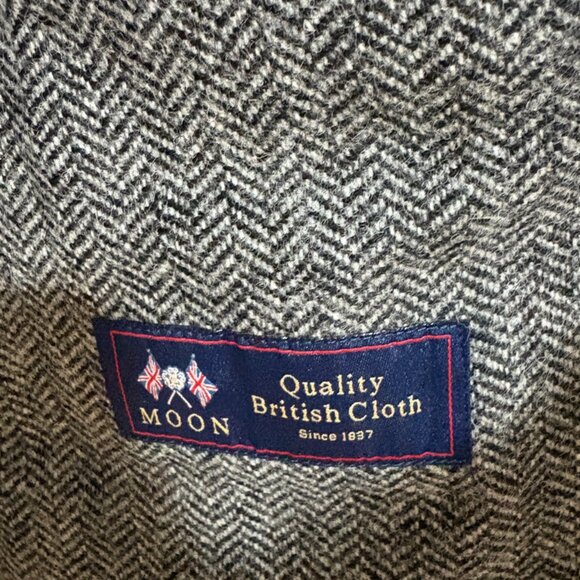 MOON
Quality
British Cloth
Since 1837